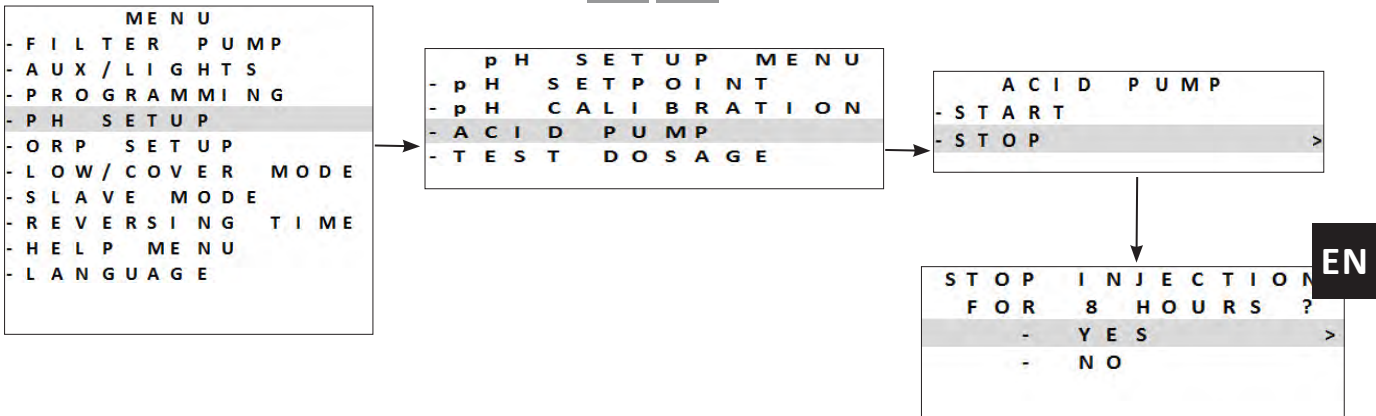 MENU
- FILTER PUMP
- AUX/LIGHTS
- PROGRAMMING
- PH SETUP
- ORP SETUP
- LOW/COVER MODE
- SLAVE MODE
- REVERSING TIME
- HELP MENU
- LANGUAGE
pH SETUP MENU
- pH SETPOINT
- pH CALIBRATION
- ACID PUMP
- TEST DOSAGE
ACID PUMP
- START
- STOP >
STOP INJECTION
FOR 8 HOURS ?
- YES >
- NO
EN